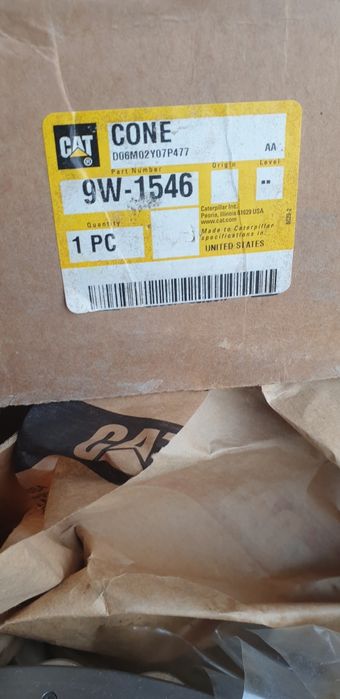 CAT
®
CONE
D06M02Y07P477
AA
Part Number
Origin
Level
9W-1546
--
Caterpillar Inc.
Peoria, Illinois 61629 USA
www.cat.com
Quantity
1 PC
Made to Caterpillar
specifications in:
UNITED STATES
CAT